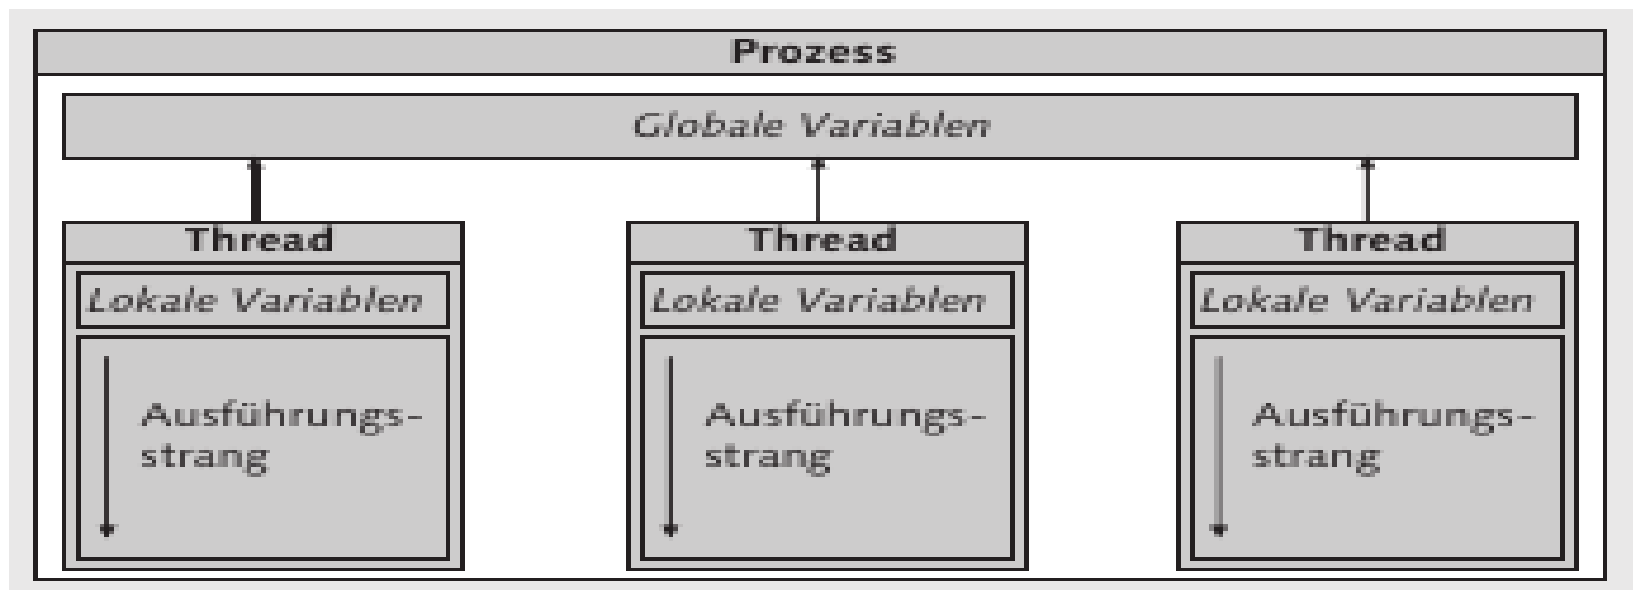 Prozess
Globale Variablen
Thread
Lokale Variablen
Ausführungs-
strang
Thread
Lokale Variablen
Ausführungs-
strang
Thread
Lokale Variablen
Ausführungs-
strang